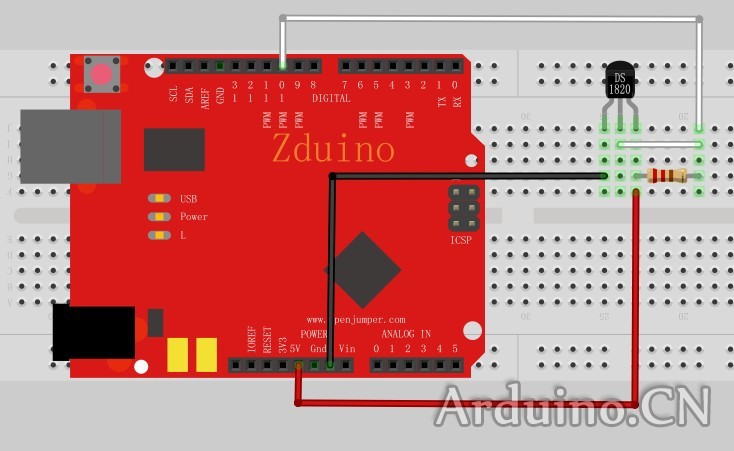 SCL
SDA
AREF
GND
13
12
11
10
9
8
DIGITAL
7
6
5
4
3
2
1
0
TX
RX
PWM
PWM
PWM
PWM
PWM
PWM
Zduino
DS
1820
USB
Power
L
ICSP
www.openjumper.com
POWER
ANALOG IN
IOREF
RESET
3V3
5V
Gnd
Vin
0 1 2 3 4 5
Arduino.CN